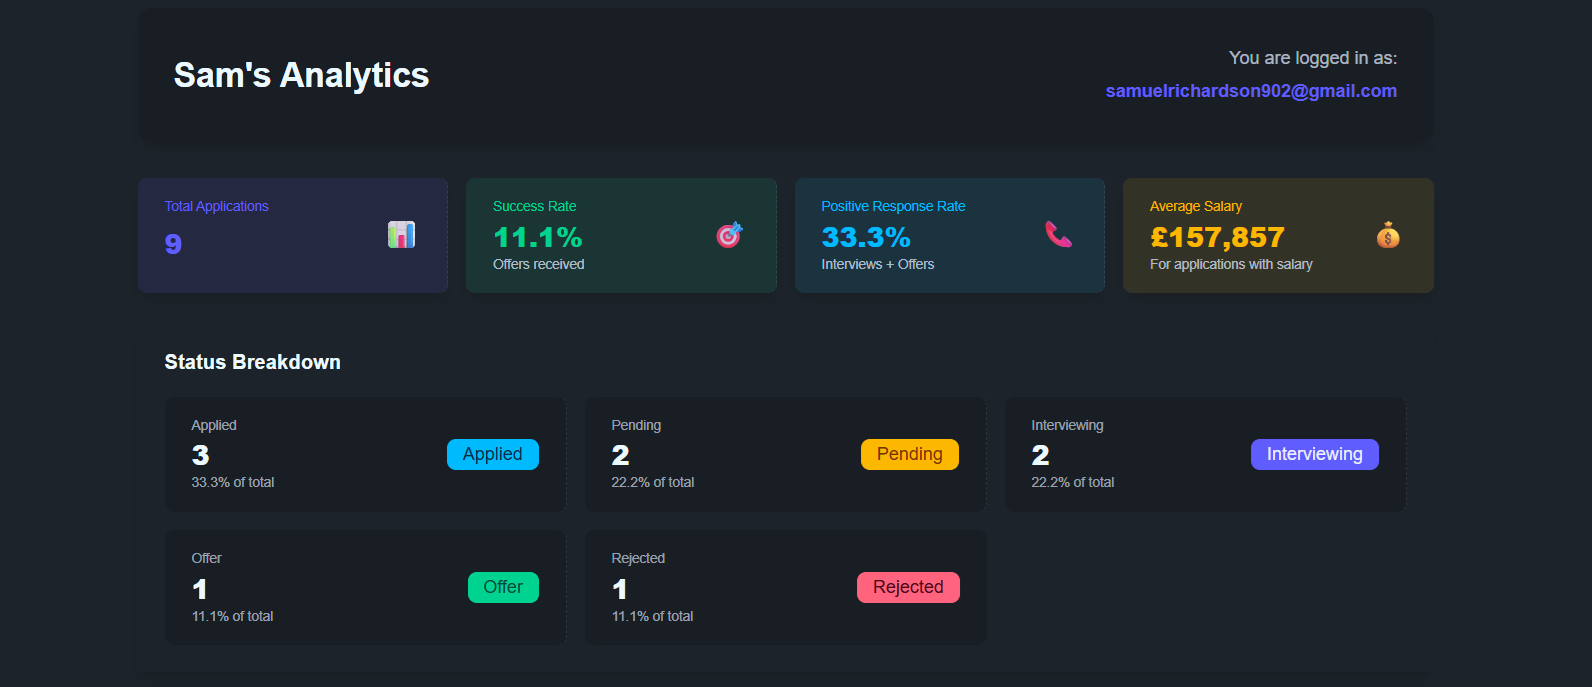 Sam's Analytics
You are logged in as:
samuelrichardson902@gmail.com
Total Applications
9
Success Rate
11.1%
Offers received
Positive Response Rate
33.3%
Interviews + Offers
Average Salary
£157,857
For applications with salary
Status Breakdown
Applied
3
33.3% of total
Applied
Pending
2
22.2% of total
Pending
Interviewing
2
22.2% of total
Interviewing
Offer
1
11.1% of total
Offer
Rejected
1
11.1% of total
Rejected